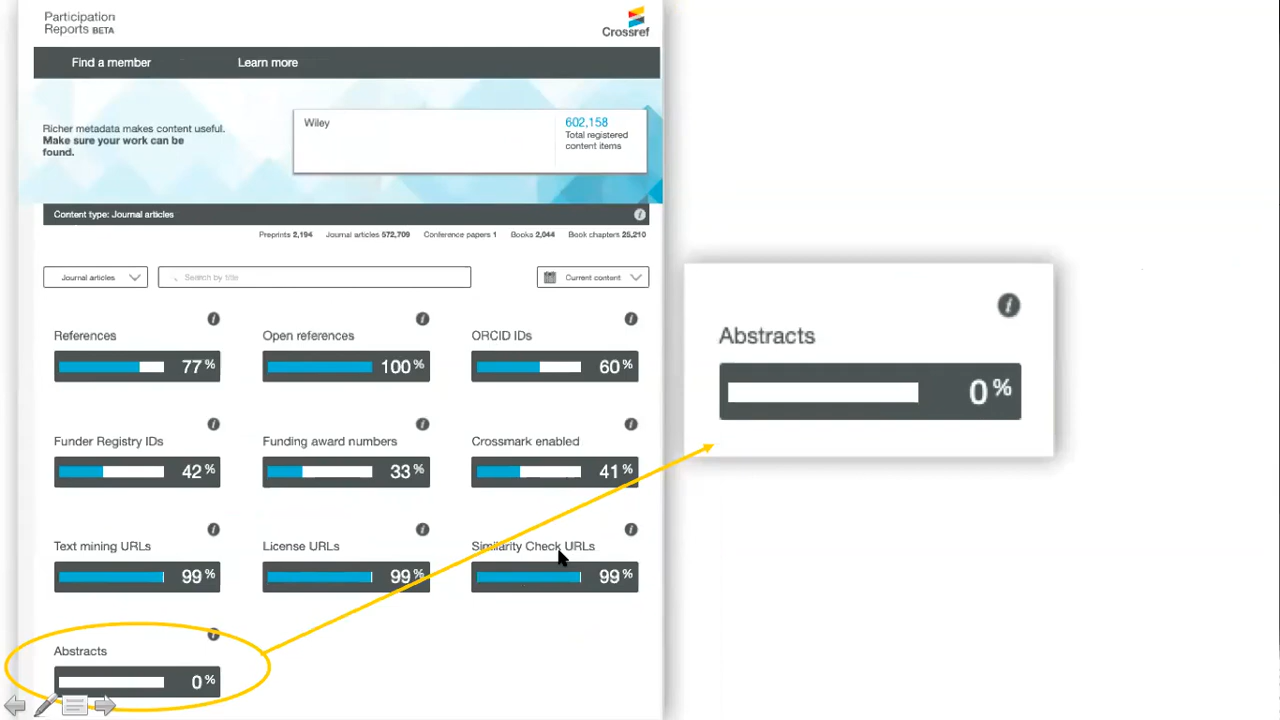 Participation
Reports BETA
Crossref
Find a member
Learn more
Richer metadata makes content useful.
Make sure your work can be
found.
Wiley
602,158
Total registered
content items
Content type: Journal articles
Preprints 2,194 Journal articles 572,709 Conference papers 1 Books 2,044 Book chapters 25,210
Journal articles
Search by title
Current content
References
77 %
Open references
100 %
ORCID IDs
60 %
Funder Registry IDs
42 %
Funding award numbers
33 %
Crossmark enabled
41 %
Text mining URLs
99 %
License URLs
99 %
Similarity Check URLs
99 %
Abstracts
0 %
Abstracts
0 %